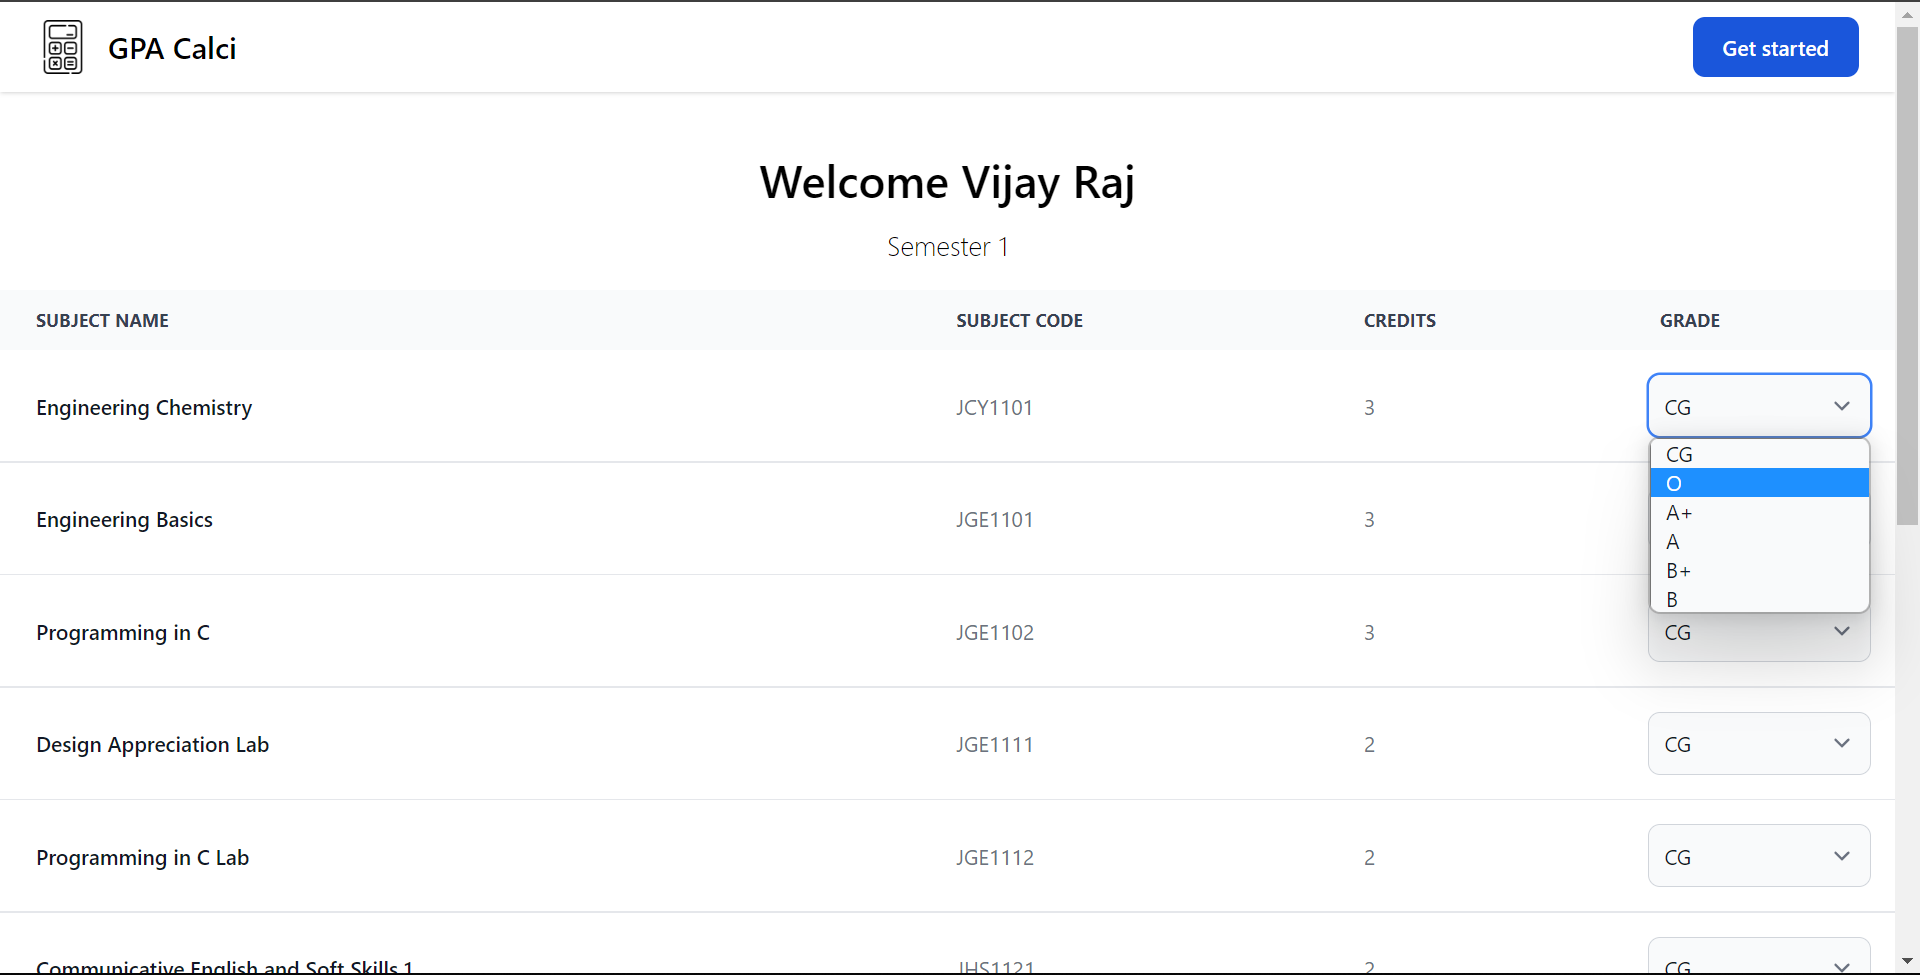 GPA Calci
Get started
Welcome Vijay Raj
Semester 1
SUBJECT NAME SUBJECT CODE CREDITS GRADE
Engineering Chemistry JCY1101 3 CG
CG
O
A+
A
B+
B
Engineering Basics JGE1101 3
Programming in C JGE1102 3 CG
Design Appreciation Lab JGE1111 2 CG
Programming in C Lab JGE1112 2 CG
Communicative English and Soft Skills 1 JHS1121 2 CG